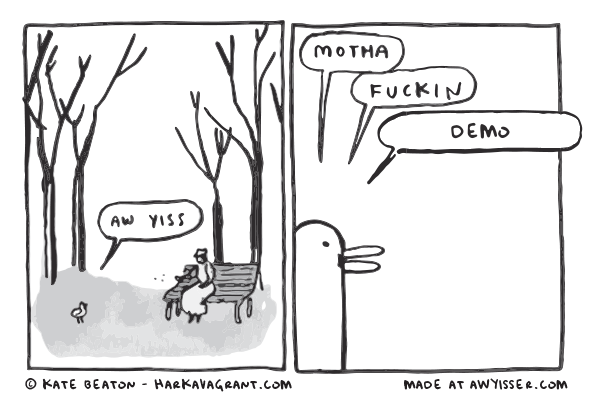 AW YISS
MOTHA
FUCKIN
DEMO
© KATE BEATON - HARKAVAGRANT.COM
MADE AT AWYISSER.COM